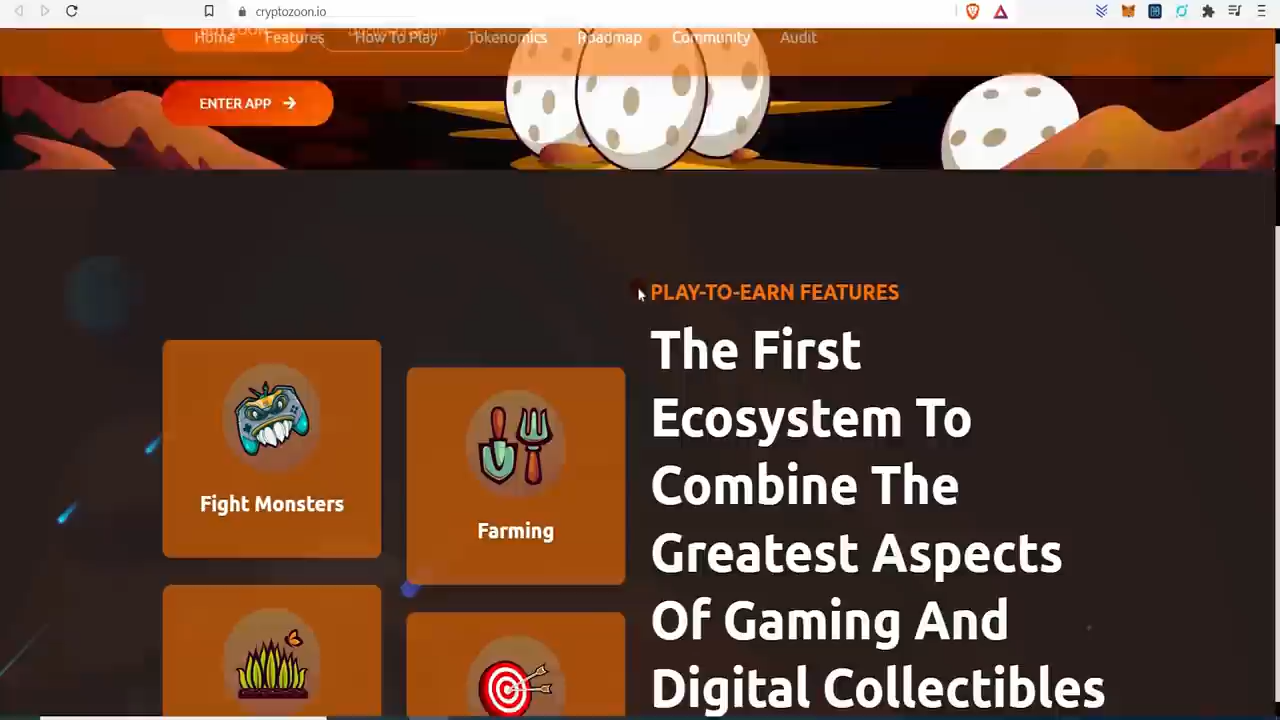 cryptozoon.io
Home Features How To Play Tokenomics Roadmap Community Audit
ENTER APP
PLAY-TO-EARN FEATURES
The First
Ecosystem To
Combine The
Greatest Aspects
Of Gaming And
Digital Collectibles
Fight Monsters
Farming